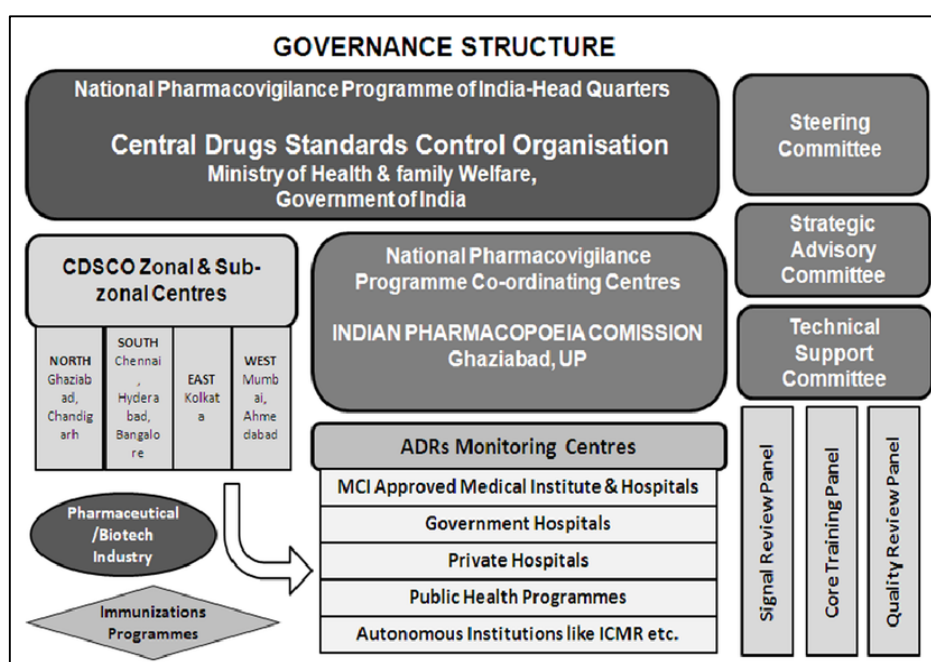 GOVERNANCE STRUCTURE
National Pharmacovigilance Programme of India-Head Quarters
Central Drugs Standards Control Organisation
Ministry of Health & family Welfare,
Government of India
Steering
Committee
Strategic
Advisory
Committee
Technical
Support
Committee
CDSCO Zonal & Sub-
zonal Centres
NORTH
Ghaziab
ad,
Chandig
arh
SOUTH
Chennai
,
Hydera
bad,
Bangalo
re
EAST
Kolkat
a
WEST
Mumb
ai,
Ahme
dabad
National Pharmacovigilance
Programme Co-ordinating Centres
INDIAN PHARMACOPOEIA COMISSION
Ghaziabad, UP
ADRs Monitoring Centres
MCI Approved Medical Institute & Hospitals
Government Hospitals
Private Hospitals
Public Health Programmes
Autonomous Institutions like ICMR etc.
Pharmaceutical
/Biotech
Industry
Immunizations
Programmes
Signal Review Panel
Core Training Panel
Quality Review Panel